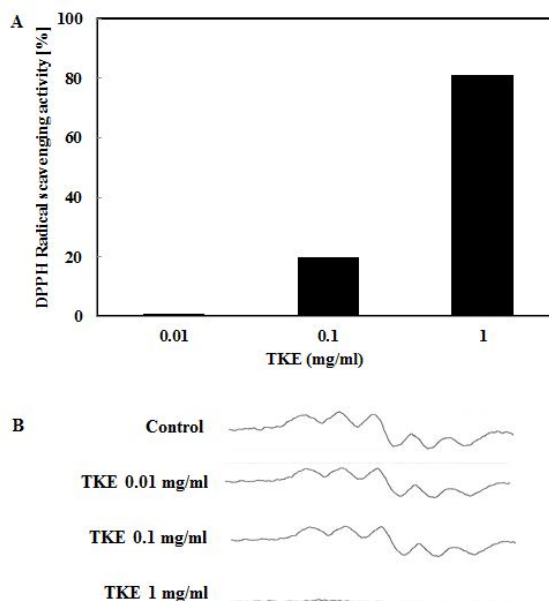 A
DPPH Radical scavenging activity [%]
100
80
60
40
20
0
0.01 0.1 1
TKE (mg/ml)
B
Control
TKE 0.01 mg/ml
TKE 0.1 mg/ml
TKE 1 mg/ml